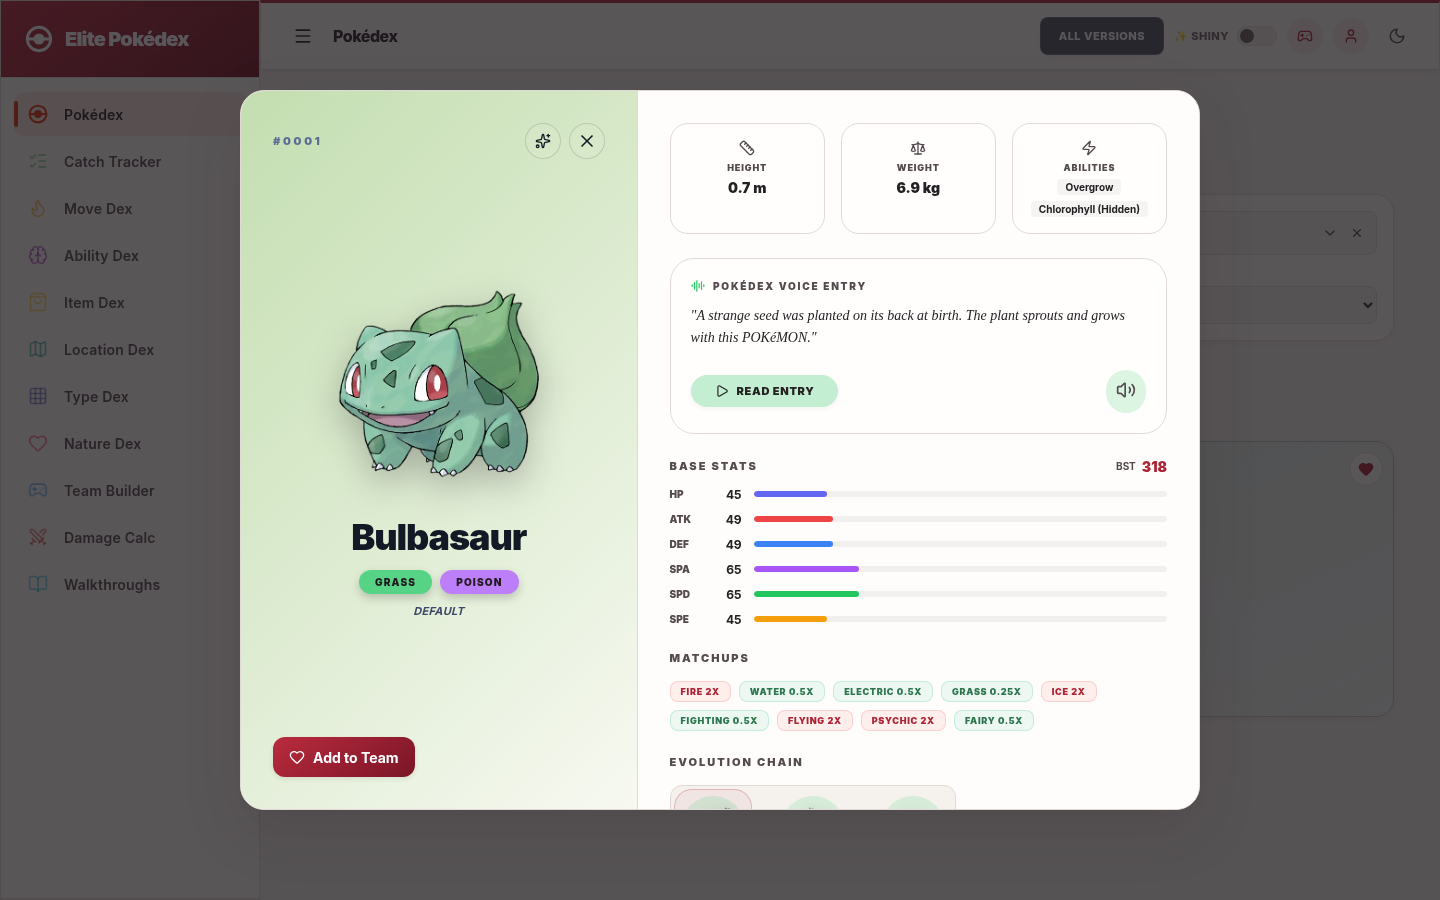 Elite Pokédex
Pokédex
ALL VERSIONS
✨ SHINY
Pokédex
Catch Tracker
Move Dex
Ability Dex
Item Dex
Location Dex
Type Dex
Nature Dex
Team Builder
Damage Calc
Walkthroughs
#0001
Bulbasaur
GRASS
POISON
DEFAULT
Add to Team
HEIGHT
0.7 m
WEIGHT
6.9 kg
ABILITIES
Overgrow
Chlorophyll (Hidden)
POKÉDEX VOICE ENTRY
"A strange seed was planted on its back at birth. The plant sprouts and grows
with this POKéMON."
READ ENTRY
BASE STATS
BST 318
HP 45
ATK 49
DEF 49
SPA 65
SPD 65
SPE 45
MATCHUPS
FIRE 2X WATER 0.5X ELECTRIC 0.5X GRASS 0.25X ICE 2X
FIGHTING 0.5X FLYING 2X PSYCHIC 2X FAIRY 0.5X
EVOLUTION CHAIN